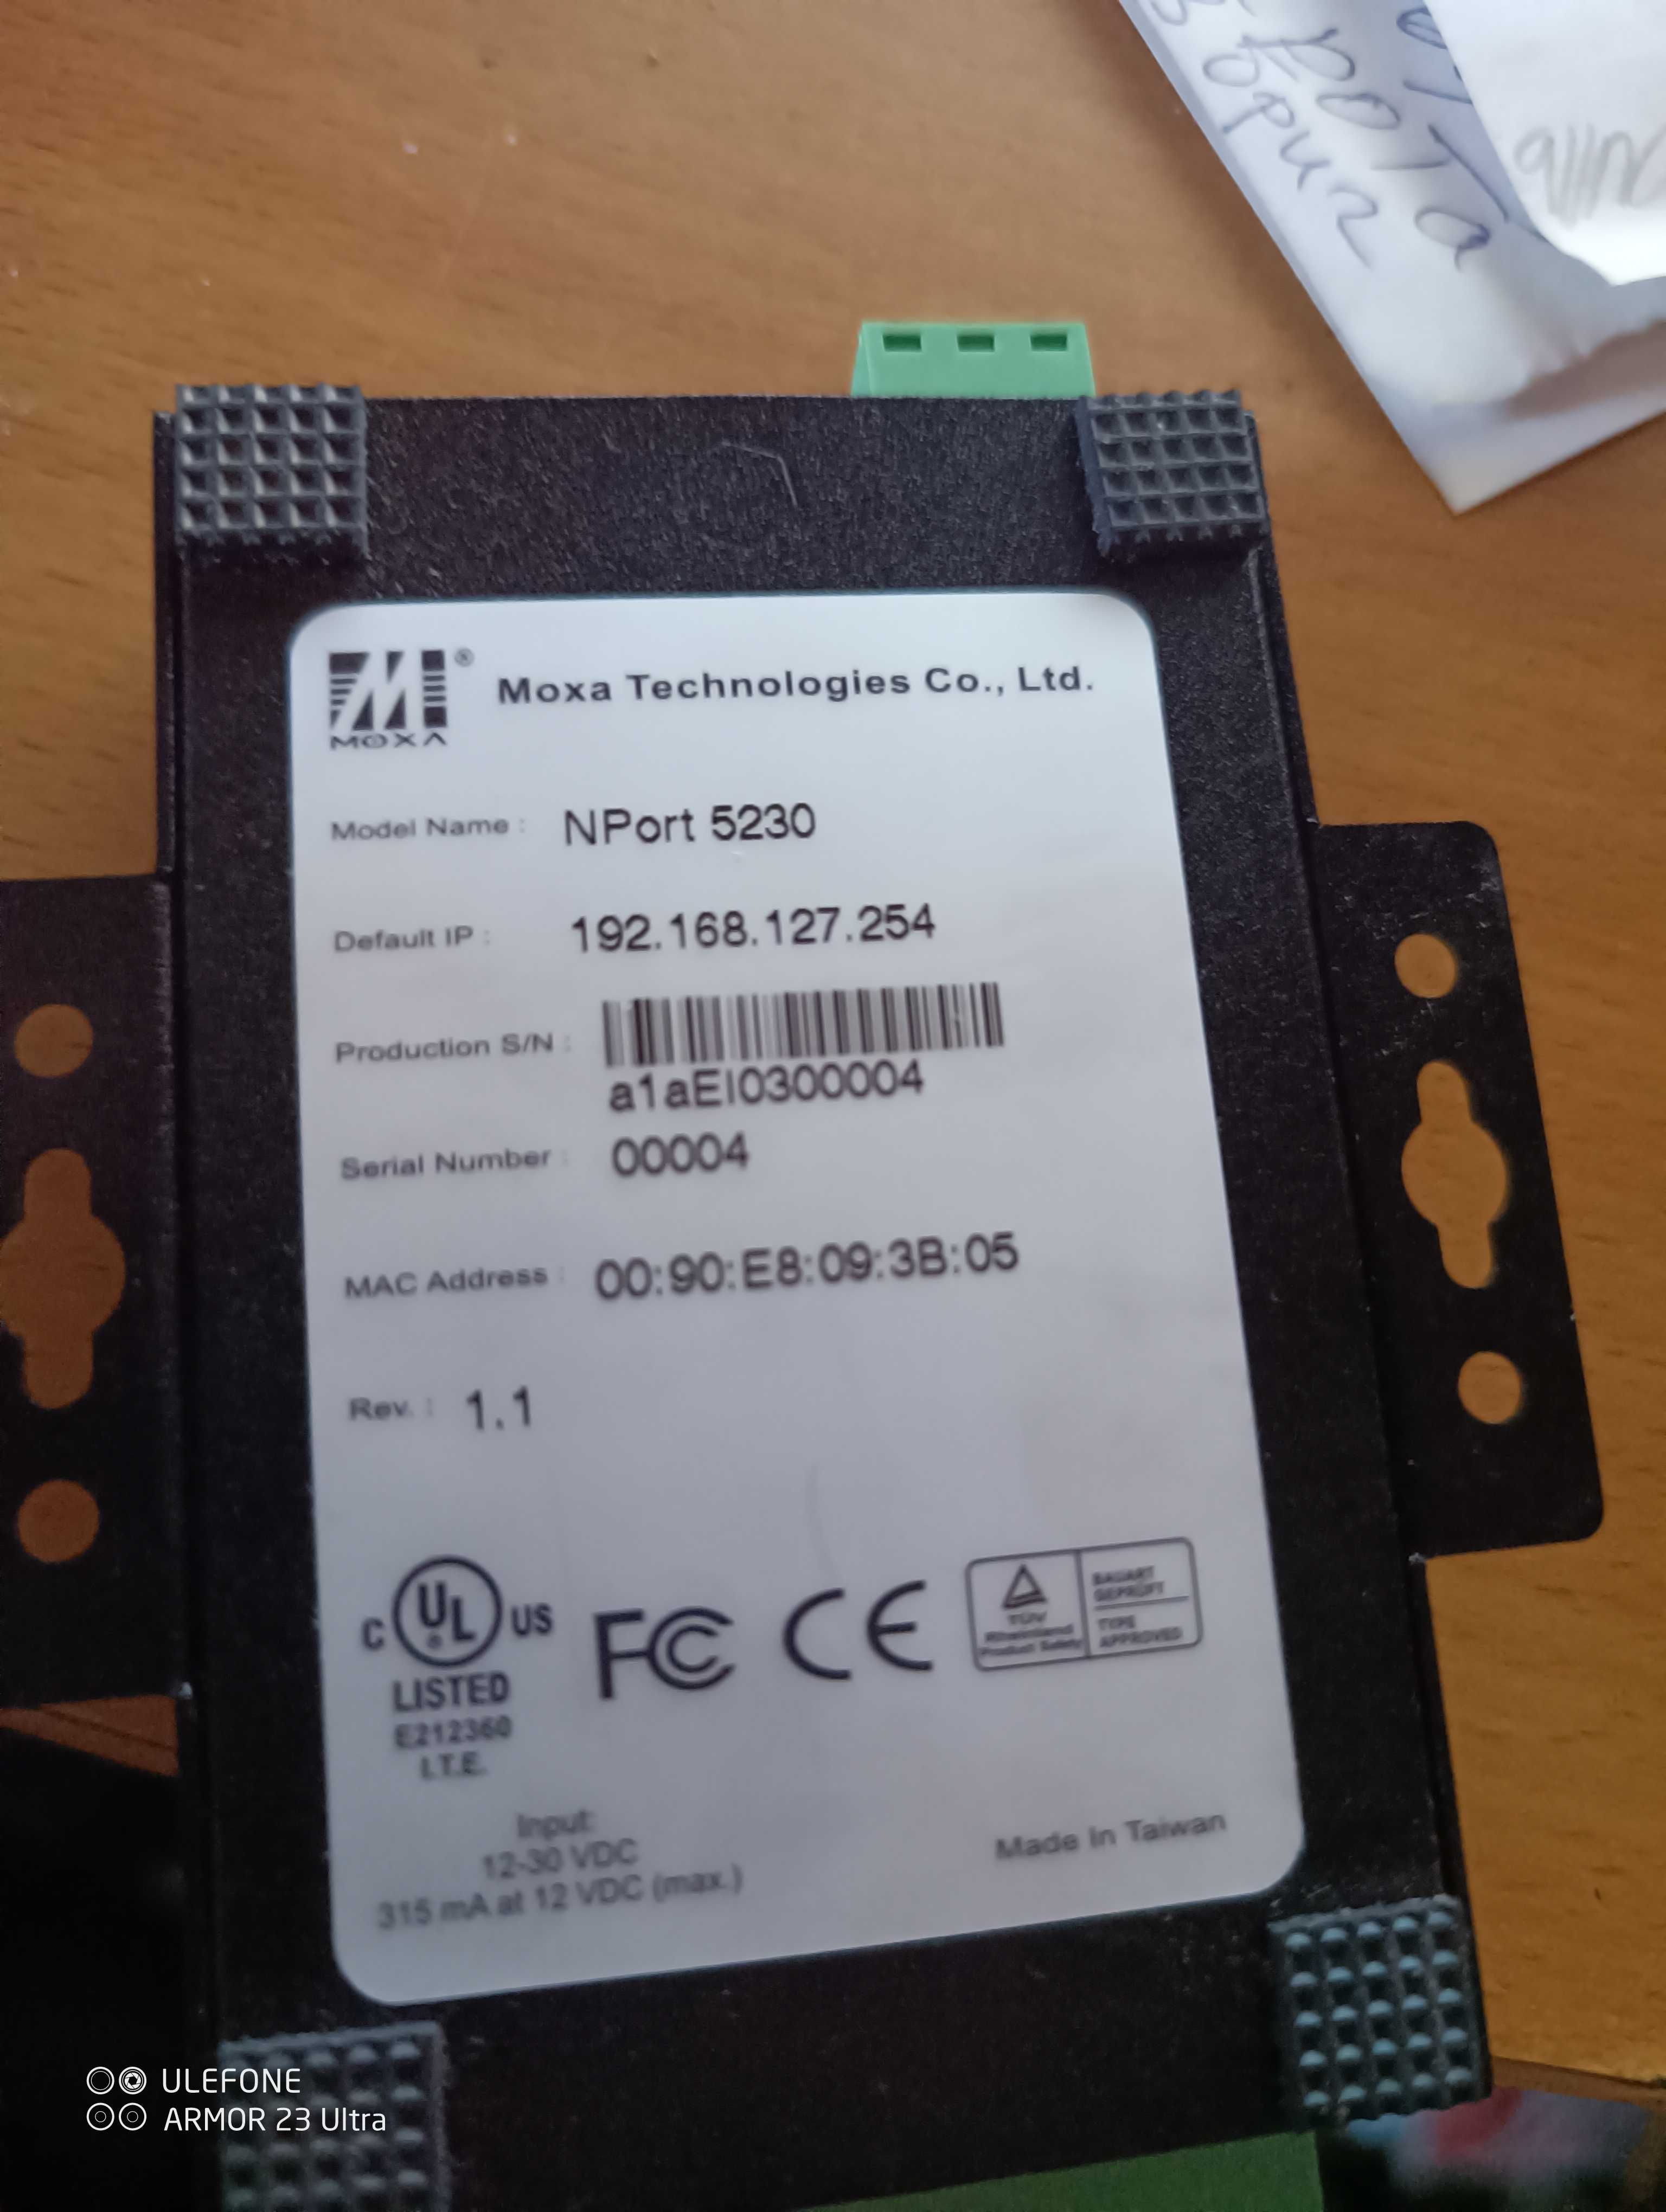 В рота
Орип
MOXA ®
Moxa Technologies Co., Ltd.
Model Name : NPort 5230
Default IP : 192.168.127.254
Production S/N :
a1aEI0300004
Serial Number : 00004
MAC Address : 00:90:E8:09:3B:05
Rev. : 1.1
C UL ® US
LISTED
E212360
I.T.E.
FC CE
TÜV
Rheinland
Product Safety
BAUART
GEPRÜFT
TYPE
APPROVED
Input:
12-30 VDC
315 mA at 12 VDC (max.)
Made In Taiwan
ULEFONE
ARMOR 23 Ultra